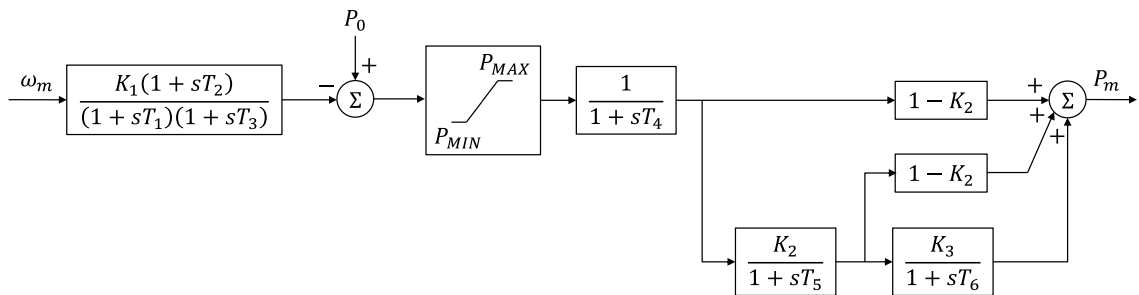 P_0
ω_m
K_1(1 + sT_2)
(1 + sT_1)(1 + sT_3)
−
+
Σ
P_MAX
P_MIN
1
1 + sT_4
1 − K_2
+
+
+
Σ
P_m
1 − K_2
K_2
1 + sT_5
K_3
1 + sT_6